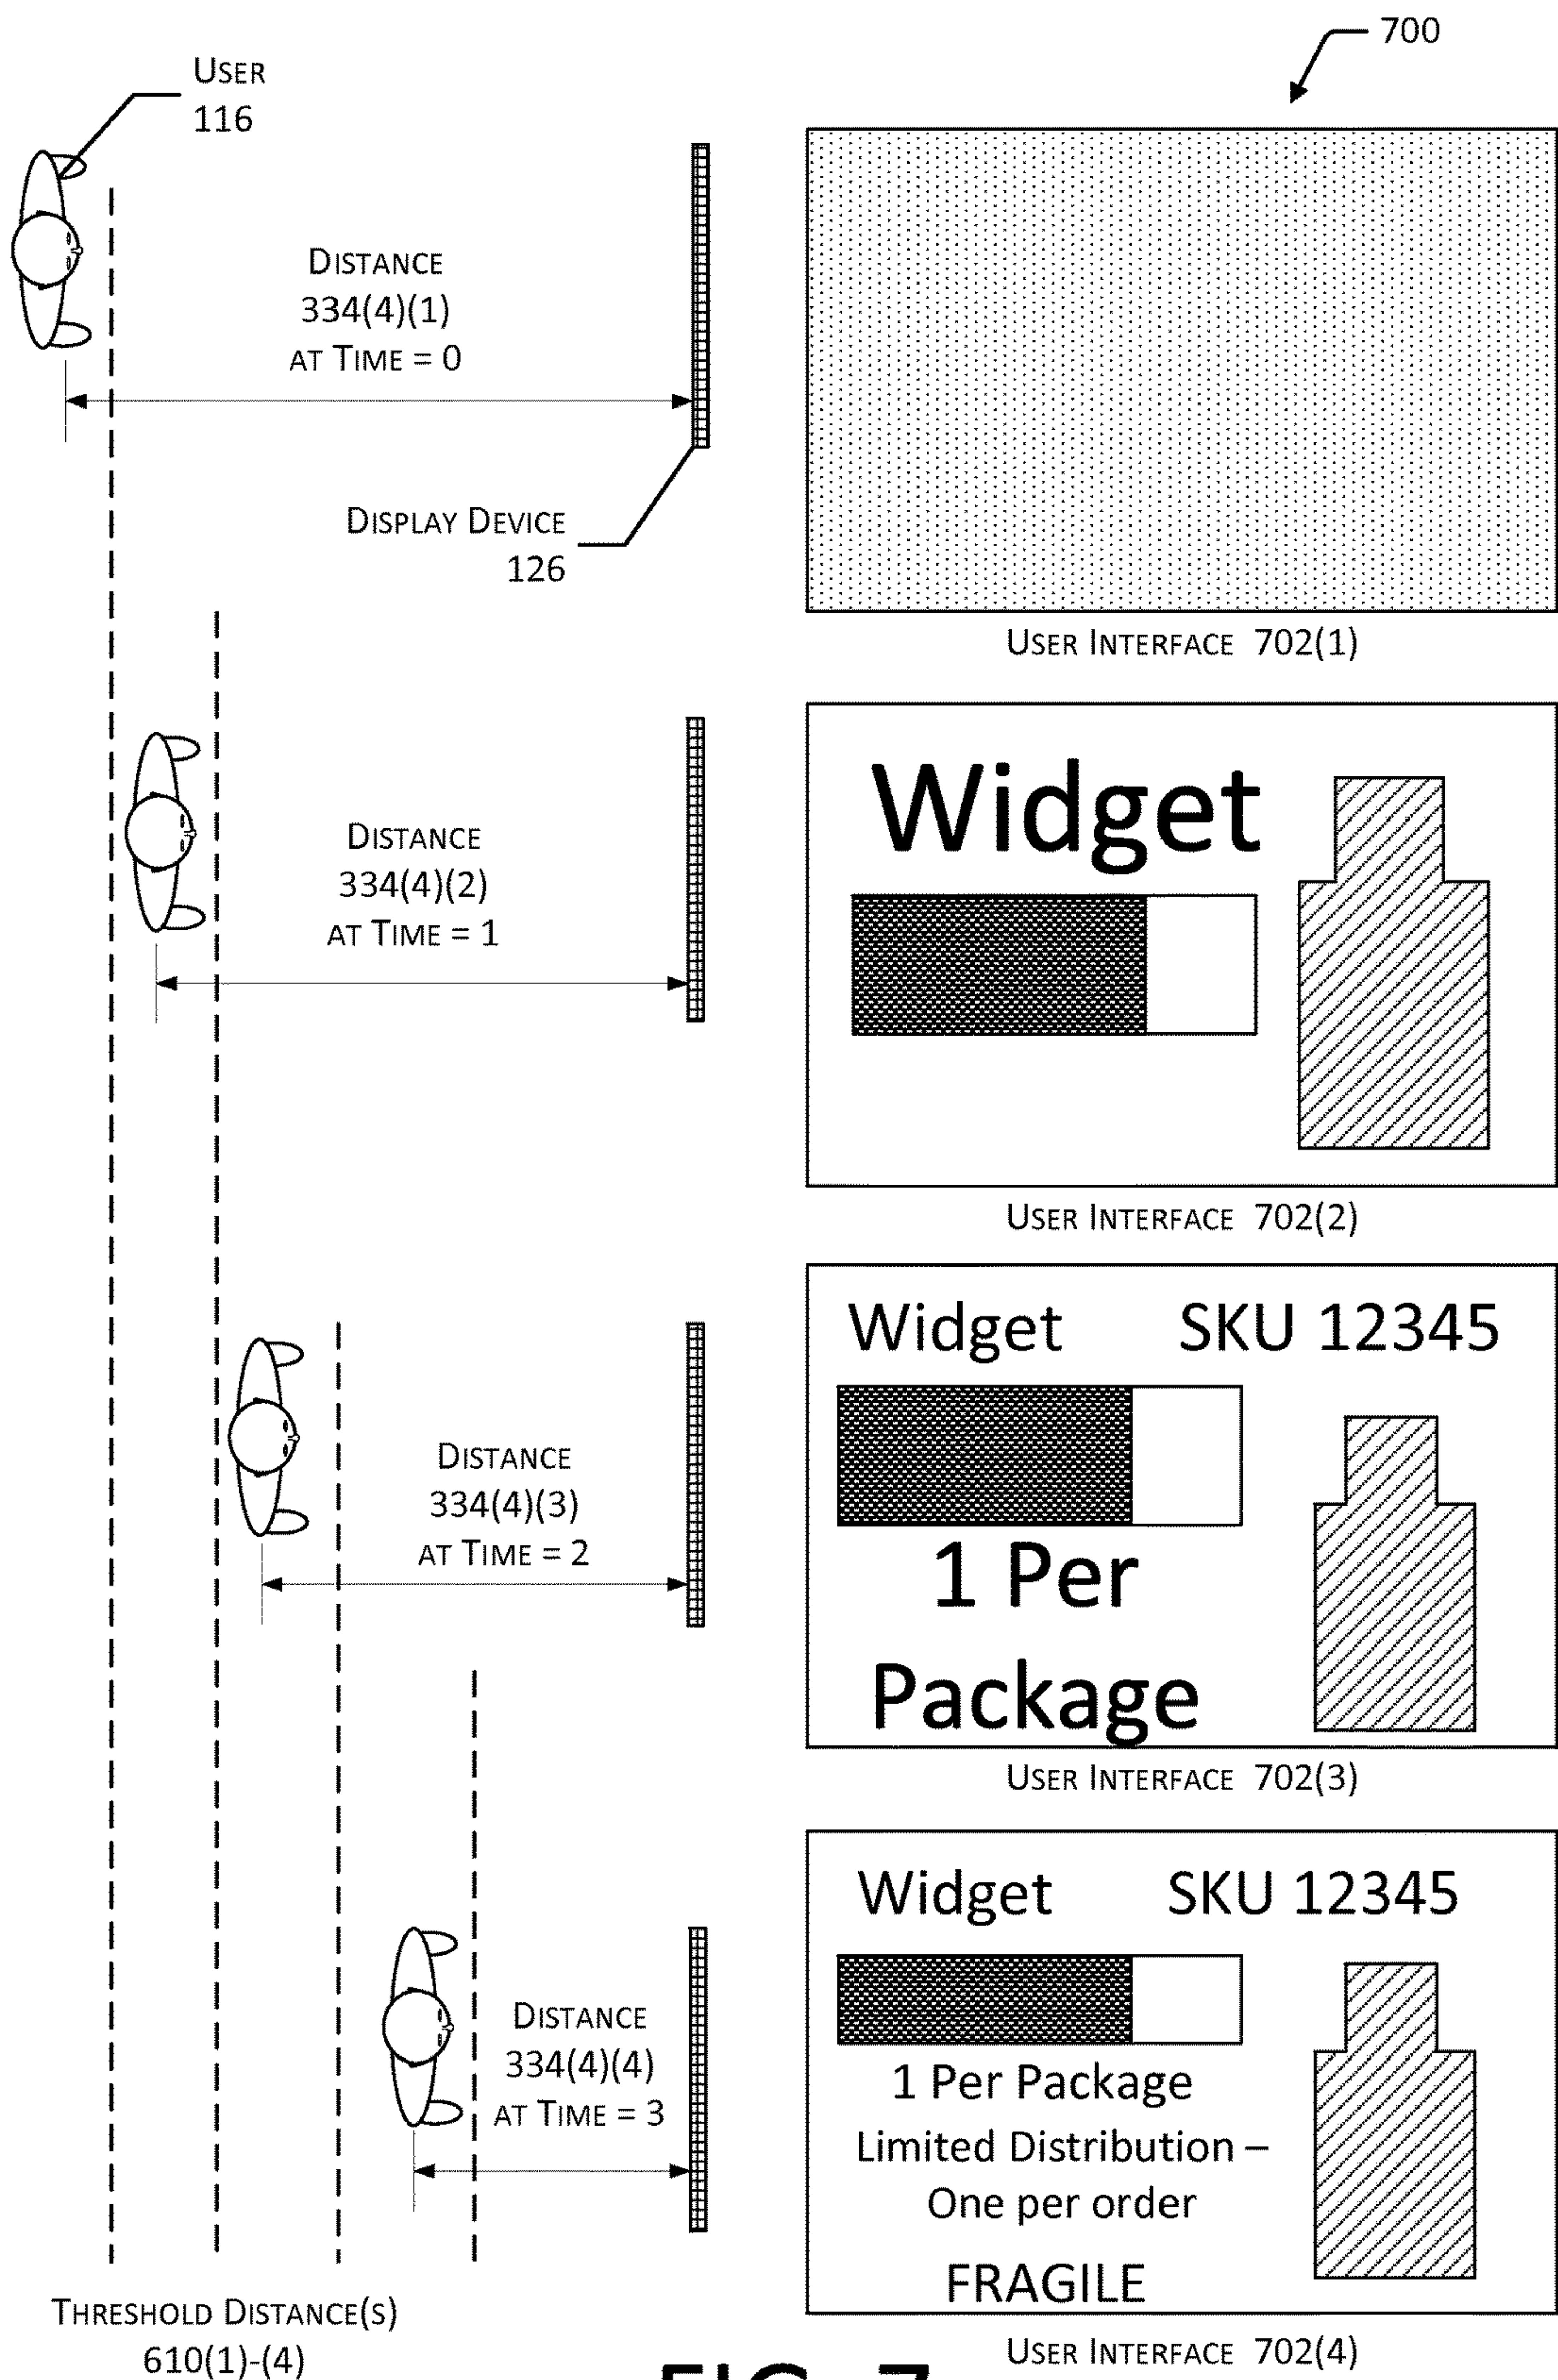 700
USER
116
DISTANCE
334(4)(1)
AT TIME = 0
DISPLAY DEVICE
126
USER INTERFACE 702(1)
DISTANCE
334(4)(2)
AT TIME = 1
Widget
USER INTERFACE 702(2)
DISTANCE
334(4)(3)
AT TIME = 2
Widget SKU 12345
1 Per
Package
USER INTERFACE 702(3)
DISTANCE
334(4)(4)
AT TIME = 3
Widget SKU 12345
1 Per Package
Limited Distribution –
One per order
FRAGILE
USER INTERFACE 702(4)
THRESHOLD DISTANCE(S)
610(1)-(4)
FIG. 7